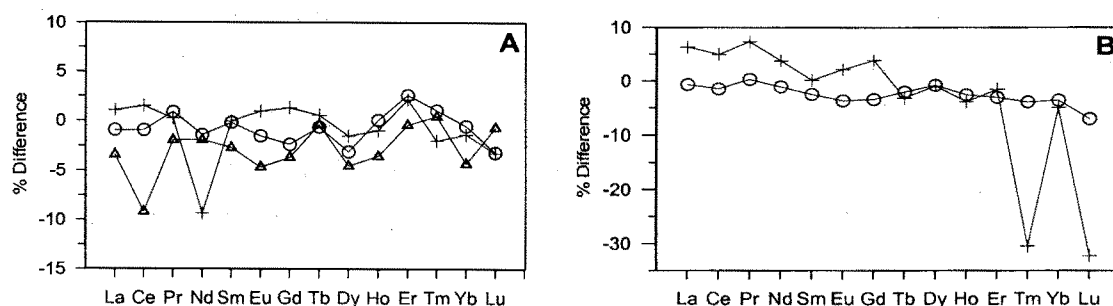 A
% Difference
10
5
0
-5
-10
-15
La Ce Pr Nd Sm Eu Gd Tb Dy Ho Er Tm Yb Lu
B
% Difference
10
0
-10
-20
-30
La Ce Pr Nd Sm Eu Gd Tb Dy Ho Er Tm Yb Lu